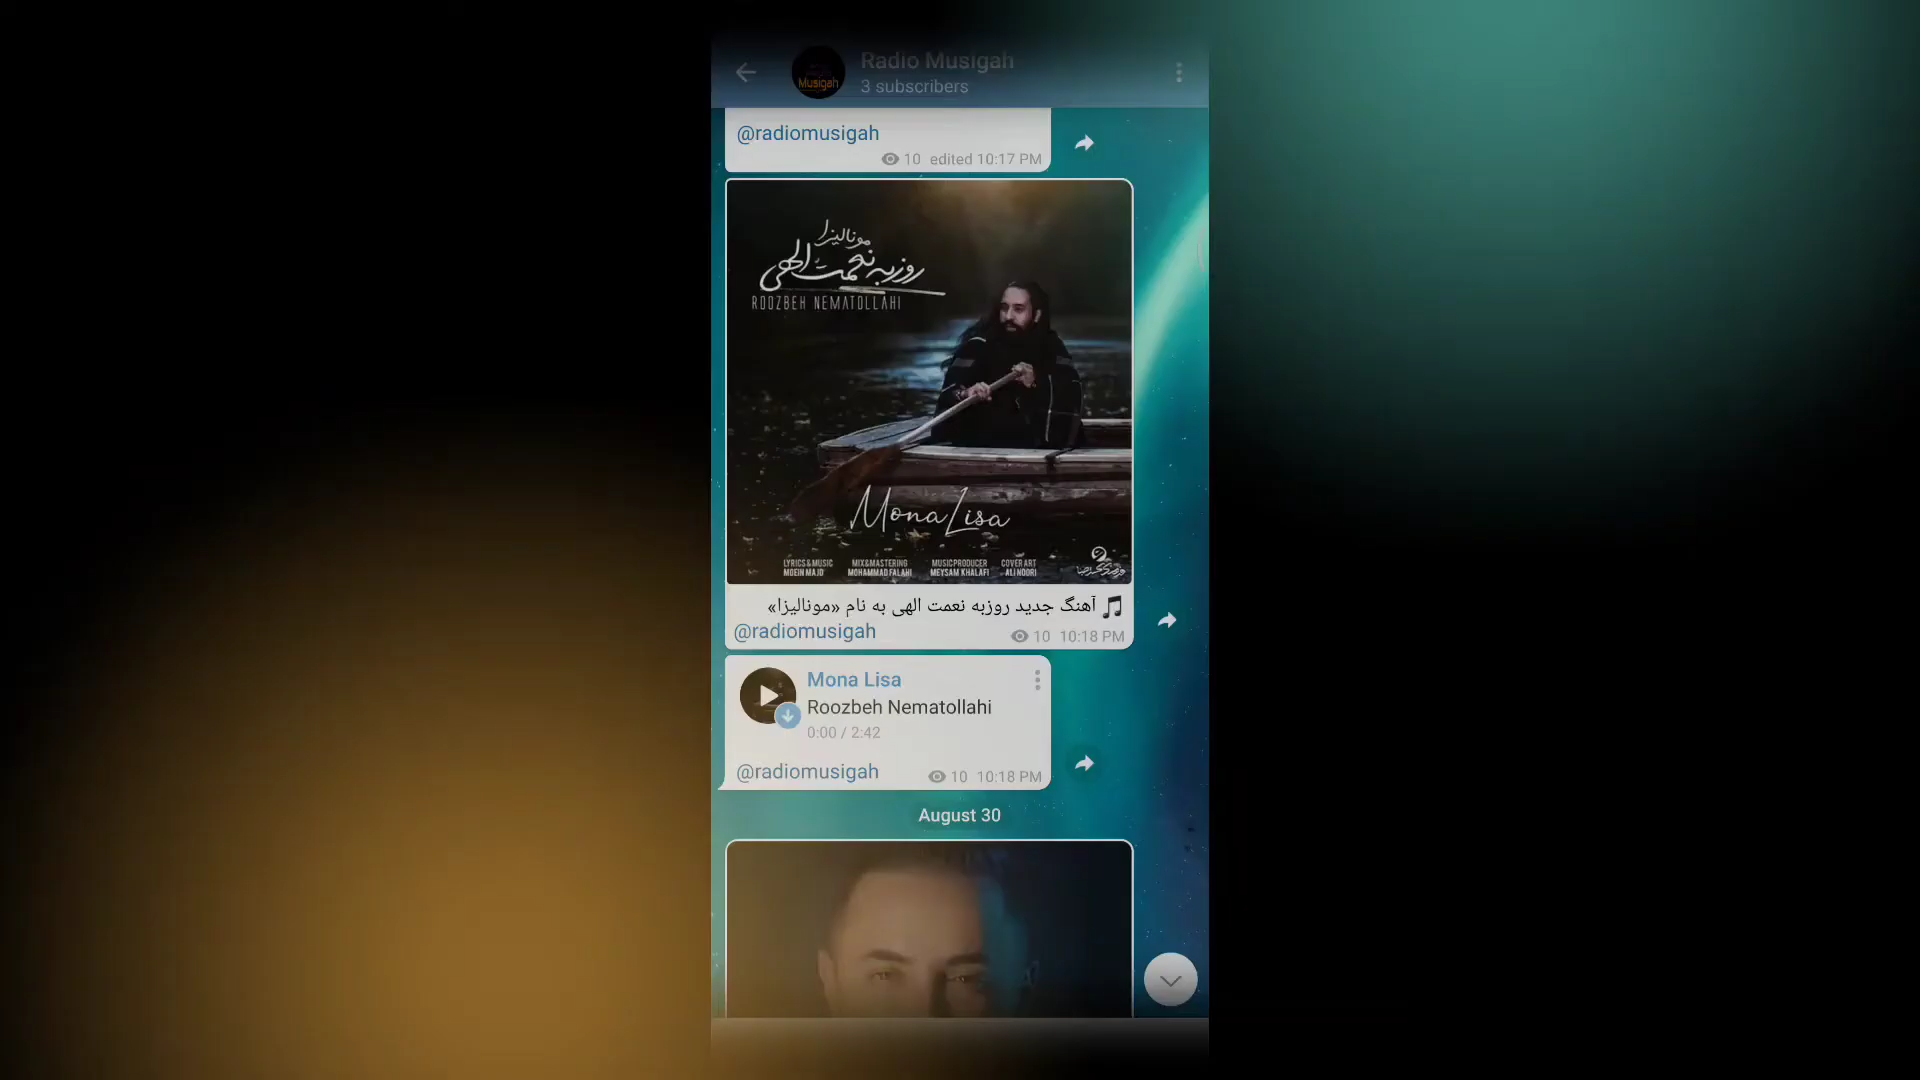 Radio Musigah
Musigah
3 subscribers
@radiomusigah
10 edited 10:17 PM
مونالیزا
روزبه نعمت الهی
ROOZBEH NEMATOLLAHI
Mona Lisa
LYRICS & MUSIC
MOEIN MAJD
MIX & MASTERING
MOHAMMAD FALAHI
MUSIC PRODUCER
MEYSAM KHALAFI
COVER ART
ALI NOORI
🎵 آهنگ جدید روزبه نعمت الهی به نام «مونالیزا»
@radiomusigah
10 10:18 PM
Mona Lisa
Roozbeh Nematollahi
0:00 / 2:42
@radiomusigah
10 10:18 PM
August 30